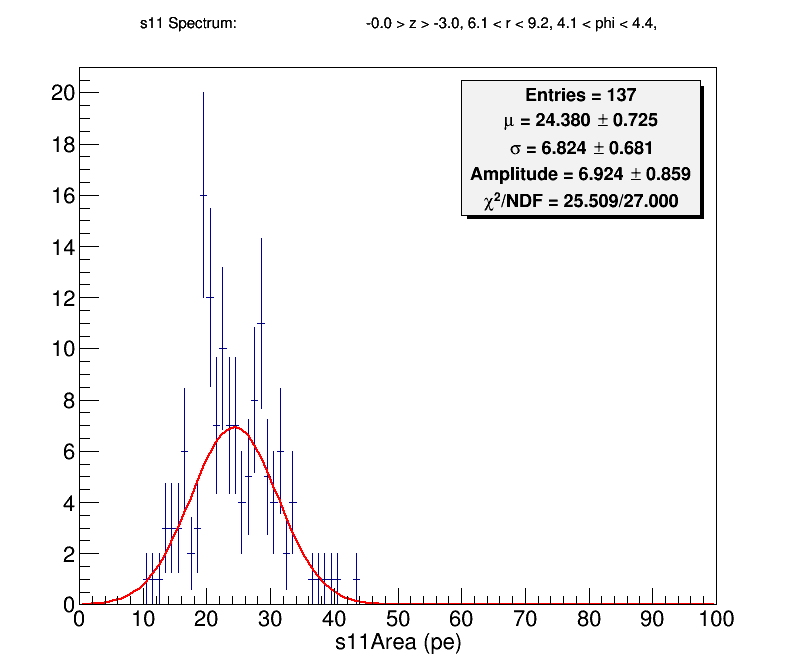 s11 Spectrum: -0.0 > z > -3.0, 6.1 < r < 9.2, 4.1 < phi < 4.4,
Entries = 137
μ = 24.380 ± 0.725
σ = 6.824 ± 0.681
Amplitude = 6.924 ± 0.859
χ²/NDF = 25.509/27.000
20
18
16
14
12
10
8
6
4
2
0
0 10 20 30 40 50 60 70 80 90 100
s11Area (pe)